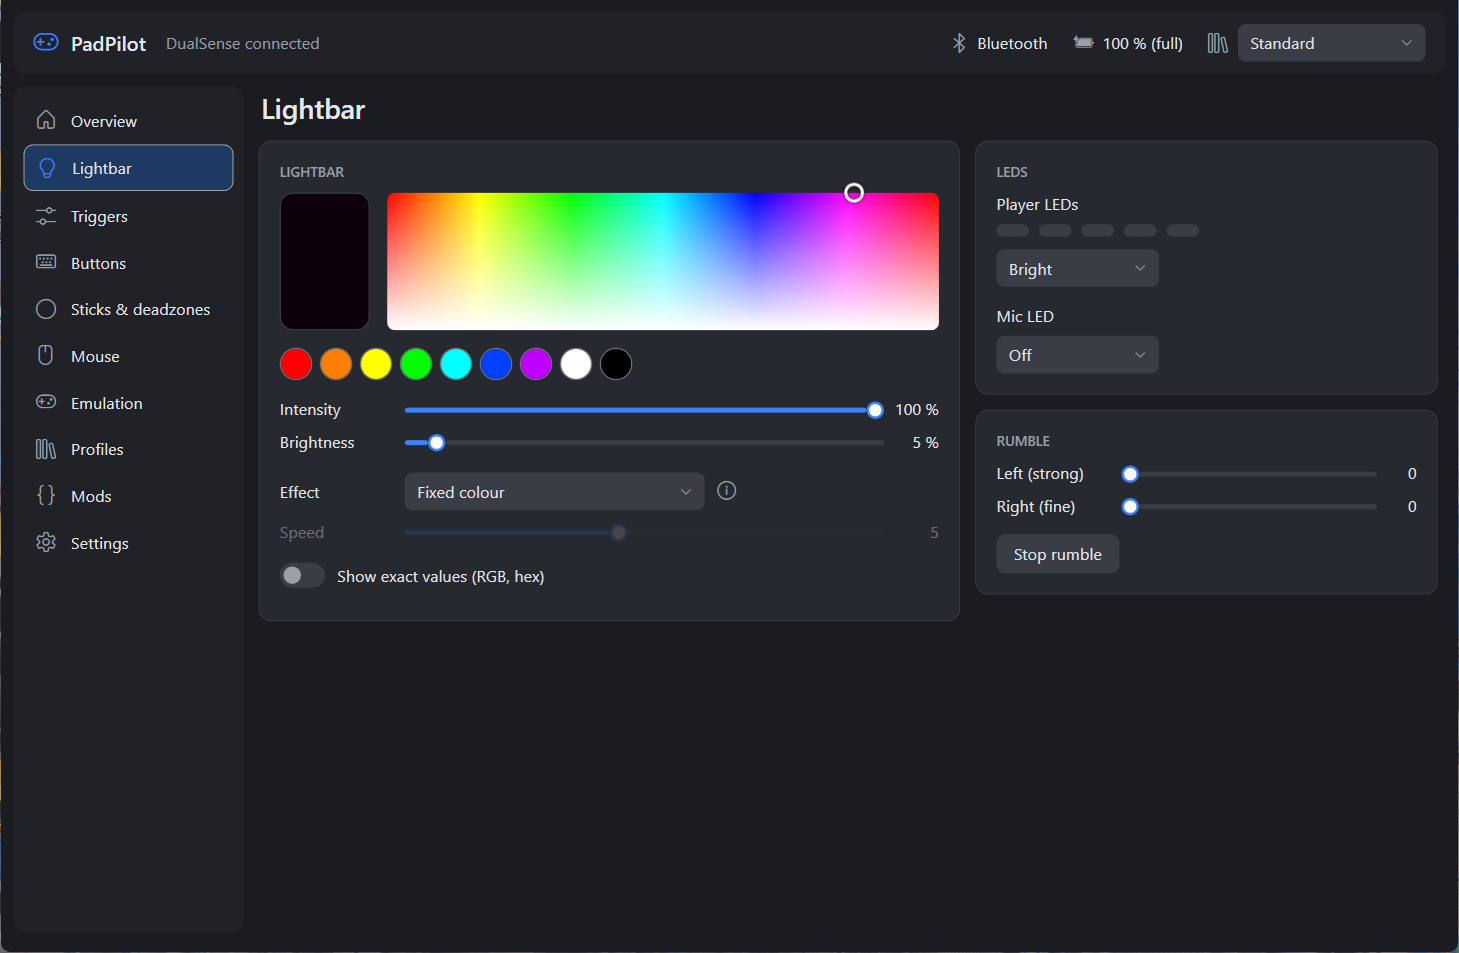 PadPilot
DualSense connected
Bluetooth
100 % (full)
Standard
Overview
Lightbar
Triggers
Buttons
Sticks & deadzones
Mouse
Emulation
Profiles
Mods
Settings
Lightbar
LIGHTBAR
Intensity
100 %
Brightness
5 %
Effect
Fixed colour
Speed
5
Show exact values (RGB, hex)
LEDS
Player LEDs
Bright
Mic LED
Off
RUMBLE
Left (strong)
0
Right (fine)
0
Stop rumble